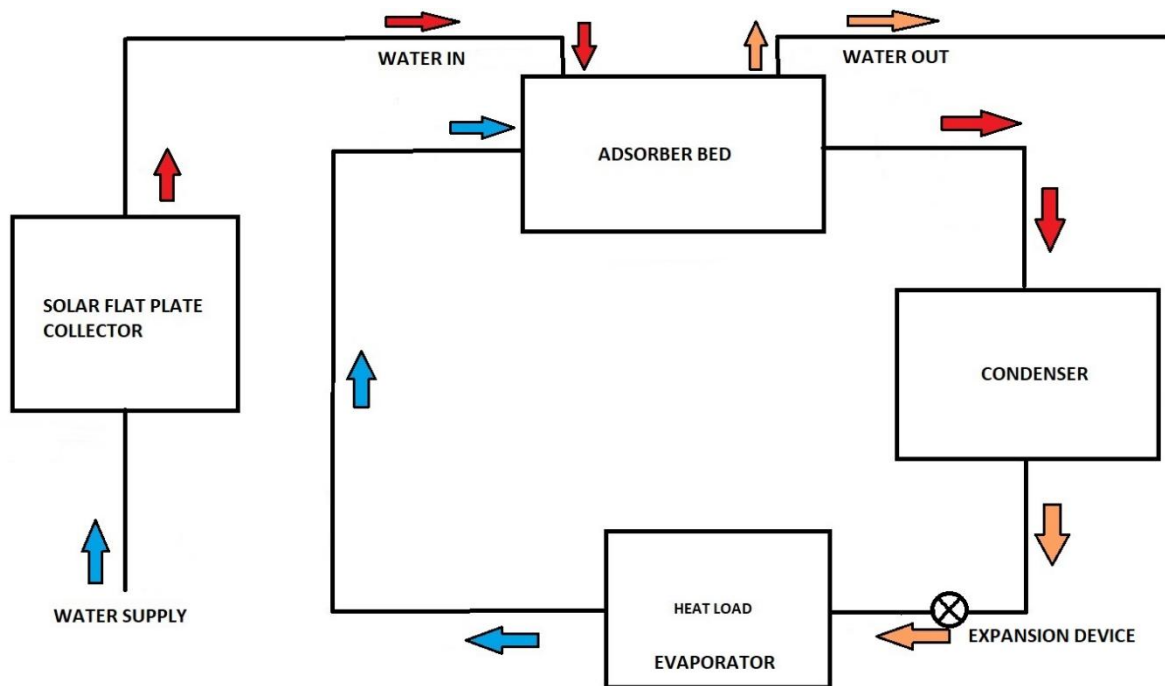 WATER IN
WATER OUT
ADSORBER BED
SOLAR FLAT PLATE
COLLECTOR
CONDENSER
WATER SUPPLY
HEAT LOAD
EVAPORATOR
EXPANSION DEVICE